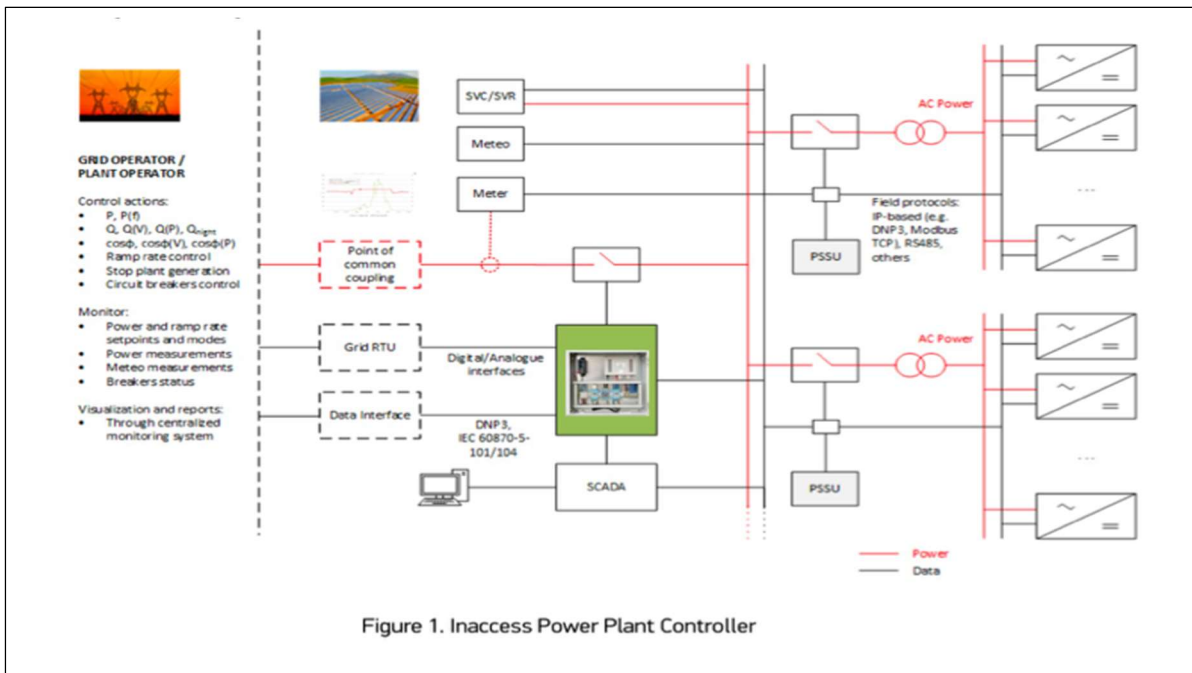 GRID OPERATOR /
PLANT OPERATOR
Control actions:
• P, P(f)
• Q, Q(V), Q(P), Qnight
• cosϕ, cosϕ(V), cosϕ(P)
• Ramp rate control
• Stop plant generation
• Circuit breakers control
Monitor:
• Power and ramp rate
setpoints and modes
• Power measurements
• Meteo measurements
• Breakers status
Visualization and reports:
• Through centralized
monitoring system
SVC/SVR
Meteo
Meter
Point of
common
coupling
Grid RTU
Data Interface
Digital/Analogue
interfaces
DNP3,
IEC 60870-5-
101/104
SCADA
AC Power
Field protocols:
IP-based (e.g.
DNP3, Modbus
TCP), RS485,
others
PSSU
...
AC Power
PSSU
...
Power
Data
Figure 1. Inaccess Power Plant Controller